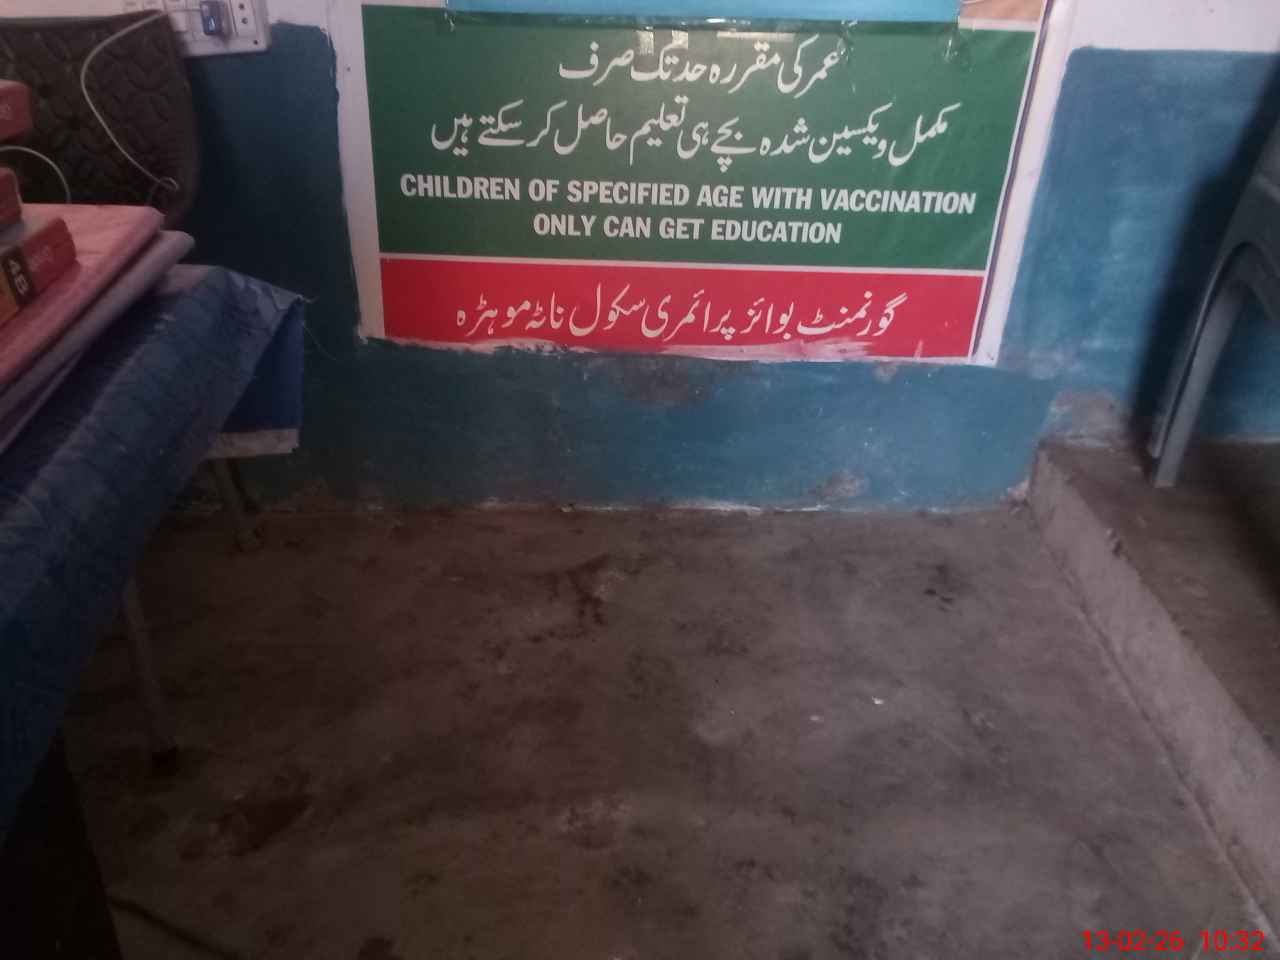 عمر کی مقررہ حد تک صرف
مکمل ویکسین شدہ بچے ہی تعلیم حاصل کر سکتے ہیں
CHILDREN OF SPECIFIED AGE WITH VACCINATION
ONLY CAN GET EDUCATION
گورنمنٹ بوائز پرائمری سکول ناٹہ موہڑہ
13-02-26 10:32